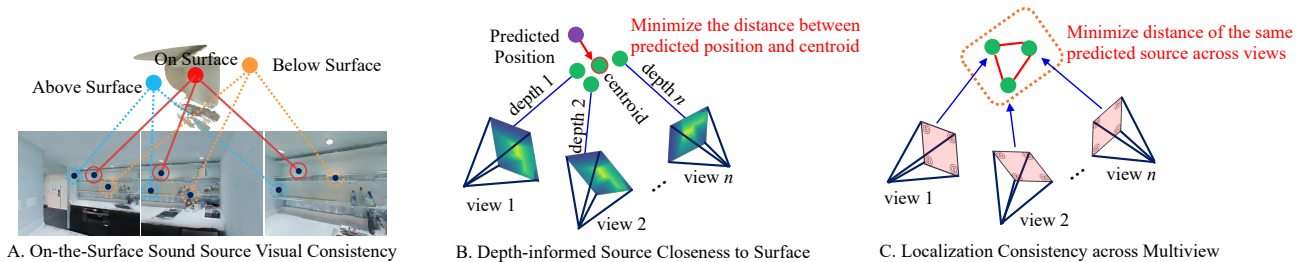 On Surface
Above Surface
Below Surface
A. On-the-Surface Sound Source Visual Consistency
Predicted
Position
Minimize the distance between
predicted position and centroid
centroid
depth 1
depth 2
depth n
view 1
view 2
...
view n
B. Depth-informed Source Closeness to Surface
Minimize distance of the same
predicted source across views
view 1
view 2
...
view n
C. Localization Consistency across Multiview